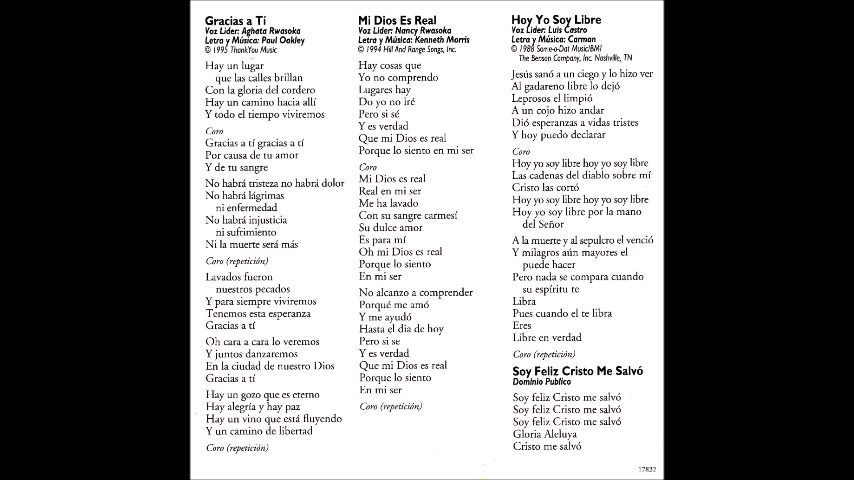 Gracias a Tí
Voz Lider: Aghata Rwasoka
Letra y Música: Paul Oakley
© 1995 ThankYou Music
Hay un lugar
que las calles brillan
Con la gloria del cordero
Hay un camino hacia allí
Y todo el tiempo viviremos
Coro
Gracias a tí gracias a tí
Por causa de tu amor
Y de tu sangre
No habrá tristeza no habrá dolor
No habrá lágrimas
ni enfermedad
No habrá injusticia
ni sufrimiento
Ni la muerte será más
Coro (repetición)
Lavados fueron
nuestros pecados
Y para siempre viviremos
Tenemos esta esperanza
Gracias a tí
Oh cara a cara lo veremos
Y juntos danzaremos
En la ciudad de nuestro Dios
Gracias a tí
Hay un gozo que es eterno
Hay alegría y hay paz
Hay un vino que está fluyendo
Y un camino de libertad
Coro (repetición)
Mi Dios Es Real
Voz Lider: Nancy Rwasoka
Letra y Música: Kenneth Morris
© 1994 Hill And Range Songs, Inc.
Hay cosas que
Yo no comprendo
Lugares hay
Do yo no iré
Pero si sé
Y es verdad
Que mi Dios es real
Porque lo siento en mi ser
Coro
Mi Dios es real
Real en mi ser
Me ha lavado
Con su sangre carmesí
Su dulce amor
Es para mí
Oh mi Dios es real
Porque lo siento
En mi ser
No alcanzo a comprender
Porqué me amó
Y me ayudó
Hasta el dia de hoy
Pero si se
Y es verdad
Que mi Dios es real
Porque lo siento
En mi ser
Coro (repetición)
Hoy Yo Soy Libre
Voz Lider: Luis Castro
Letra y Música: Carman
© 1988 Some-o-Dat Music/BMI
The Benson Company, Inc. Nashville, TN
Jesús sanó a un ciego y lo hizo ver
Al gadareno libre lo dejó
Leprosos el limpió
A un cojo hizo andar
Dió esperanzas a vidas tristes
Y hoy puedo declarar
Coro
Hoy yo soy libre hoy yo soy libre
Las cadenas del diablo sobre mí
Cristo las cortó
Hoy yo soy libre hoy yo soy libre
Hoy yo soy libre por la mano
del Señor
A la muerte y al sepulcro el venció
Y milagros aún mayores el
puede hacer
Pero nada se compara cuando
su espíritu te
Libra
Pues cuando el te libra
Eres
Libre en verdad
Coro (repetición)
Soy Feliz Cristo Me Salvó
Dominio Publico
Soy feliz Cristo me salvó
Soy feliz Cristo me salvó
Soy feliz Cristo me salvó
Gloria Aleluya
Cristo me salvó
17832